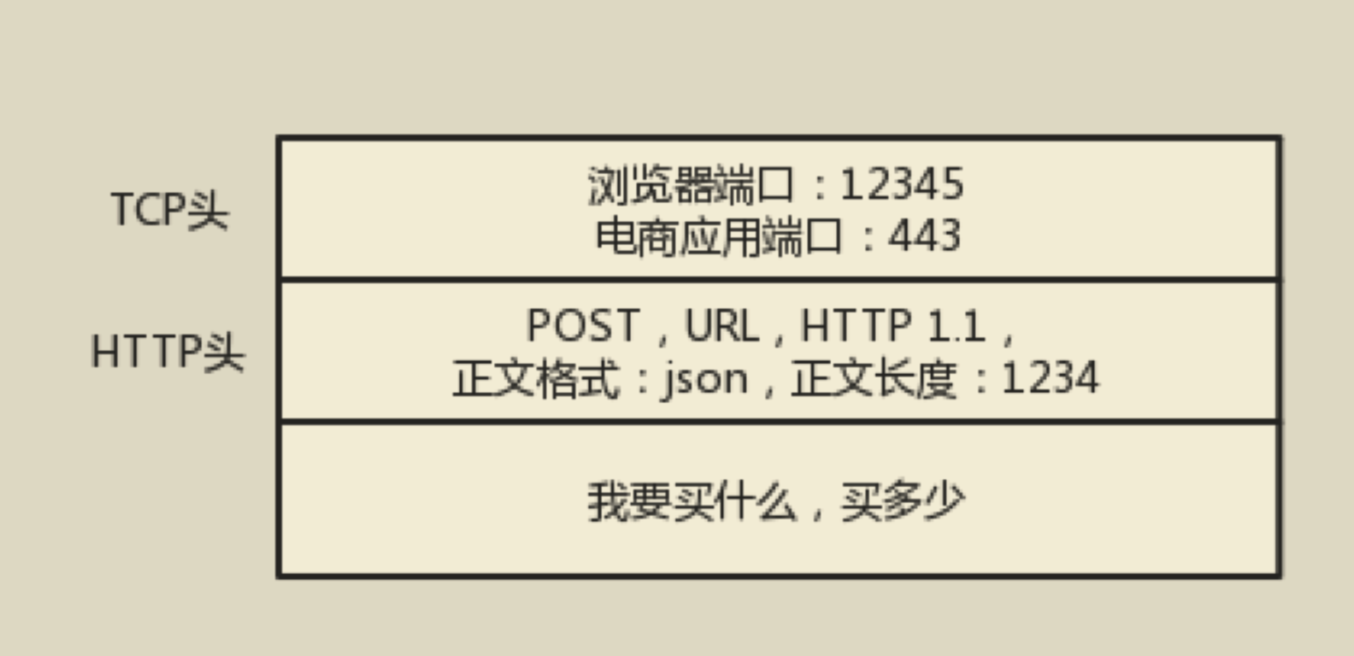 TCP头
浏览器端口：12345
电商应用端口：443
HTTP头
POST，URL，HTTP 1.1，
正文格式：json，正文长度：1234
我要买什么，买多少